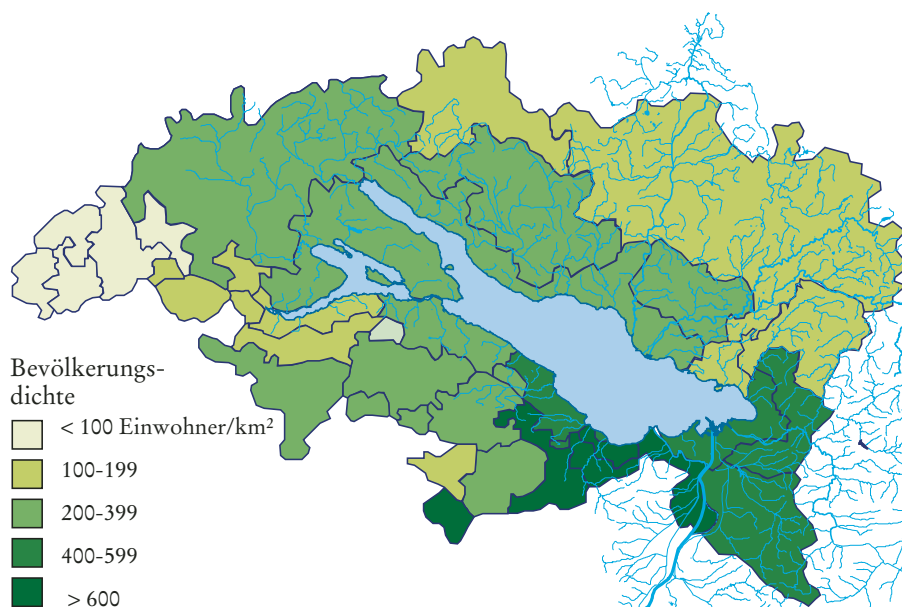 Bevölkerungs-
dichte
< 100 Einwohner/km²
100-199
200-399
400-599
> 600